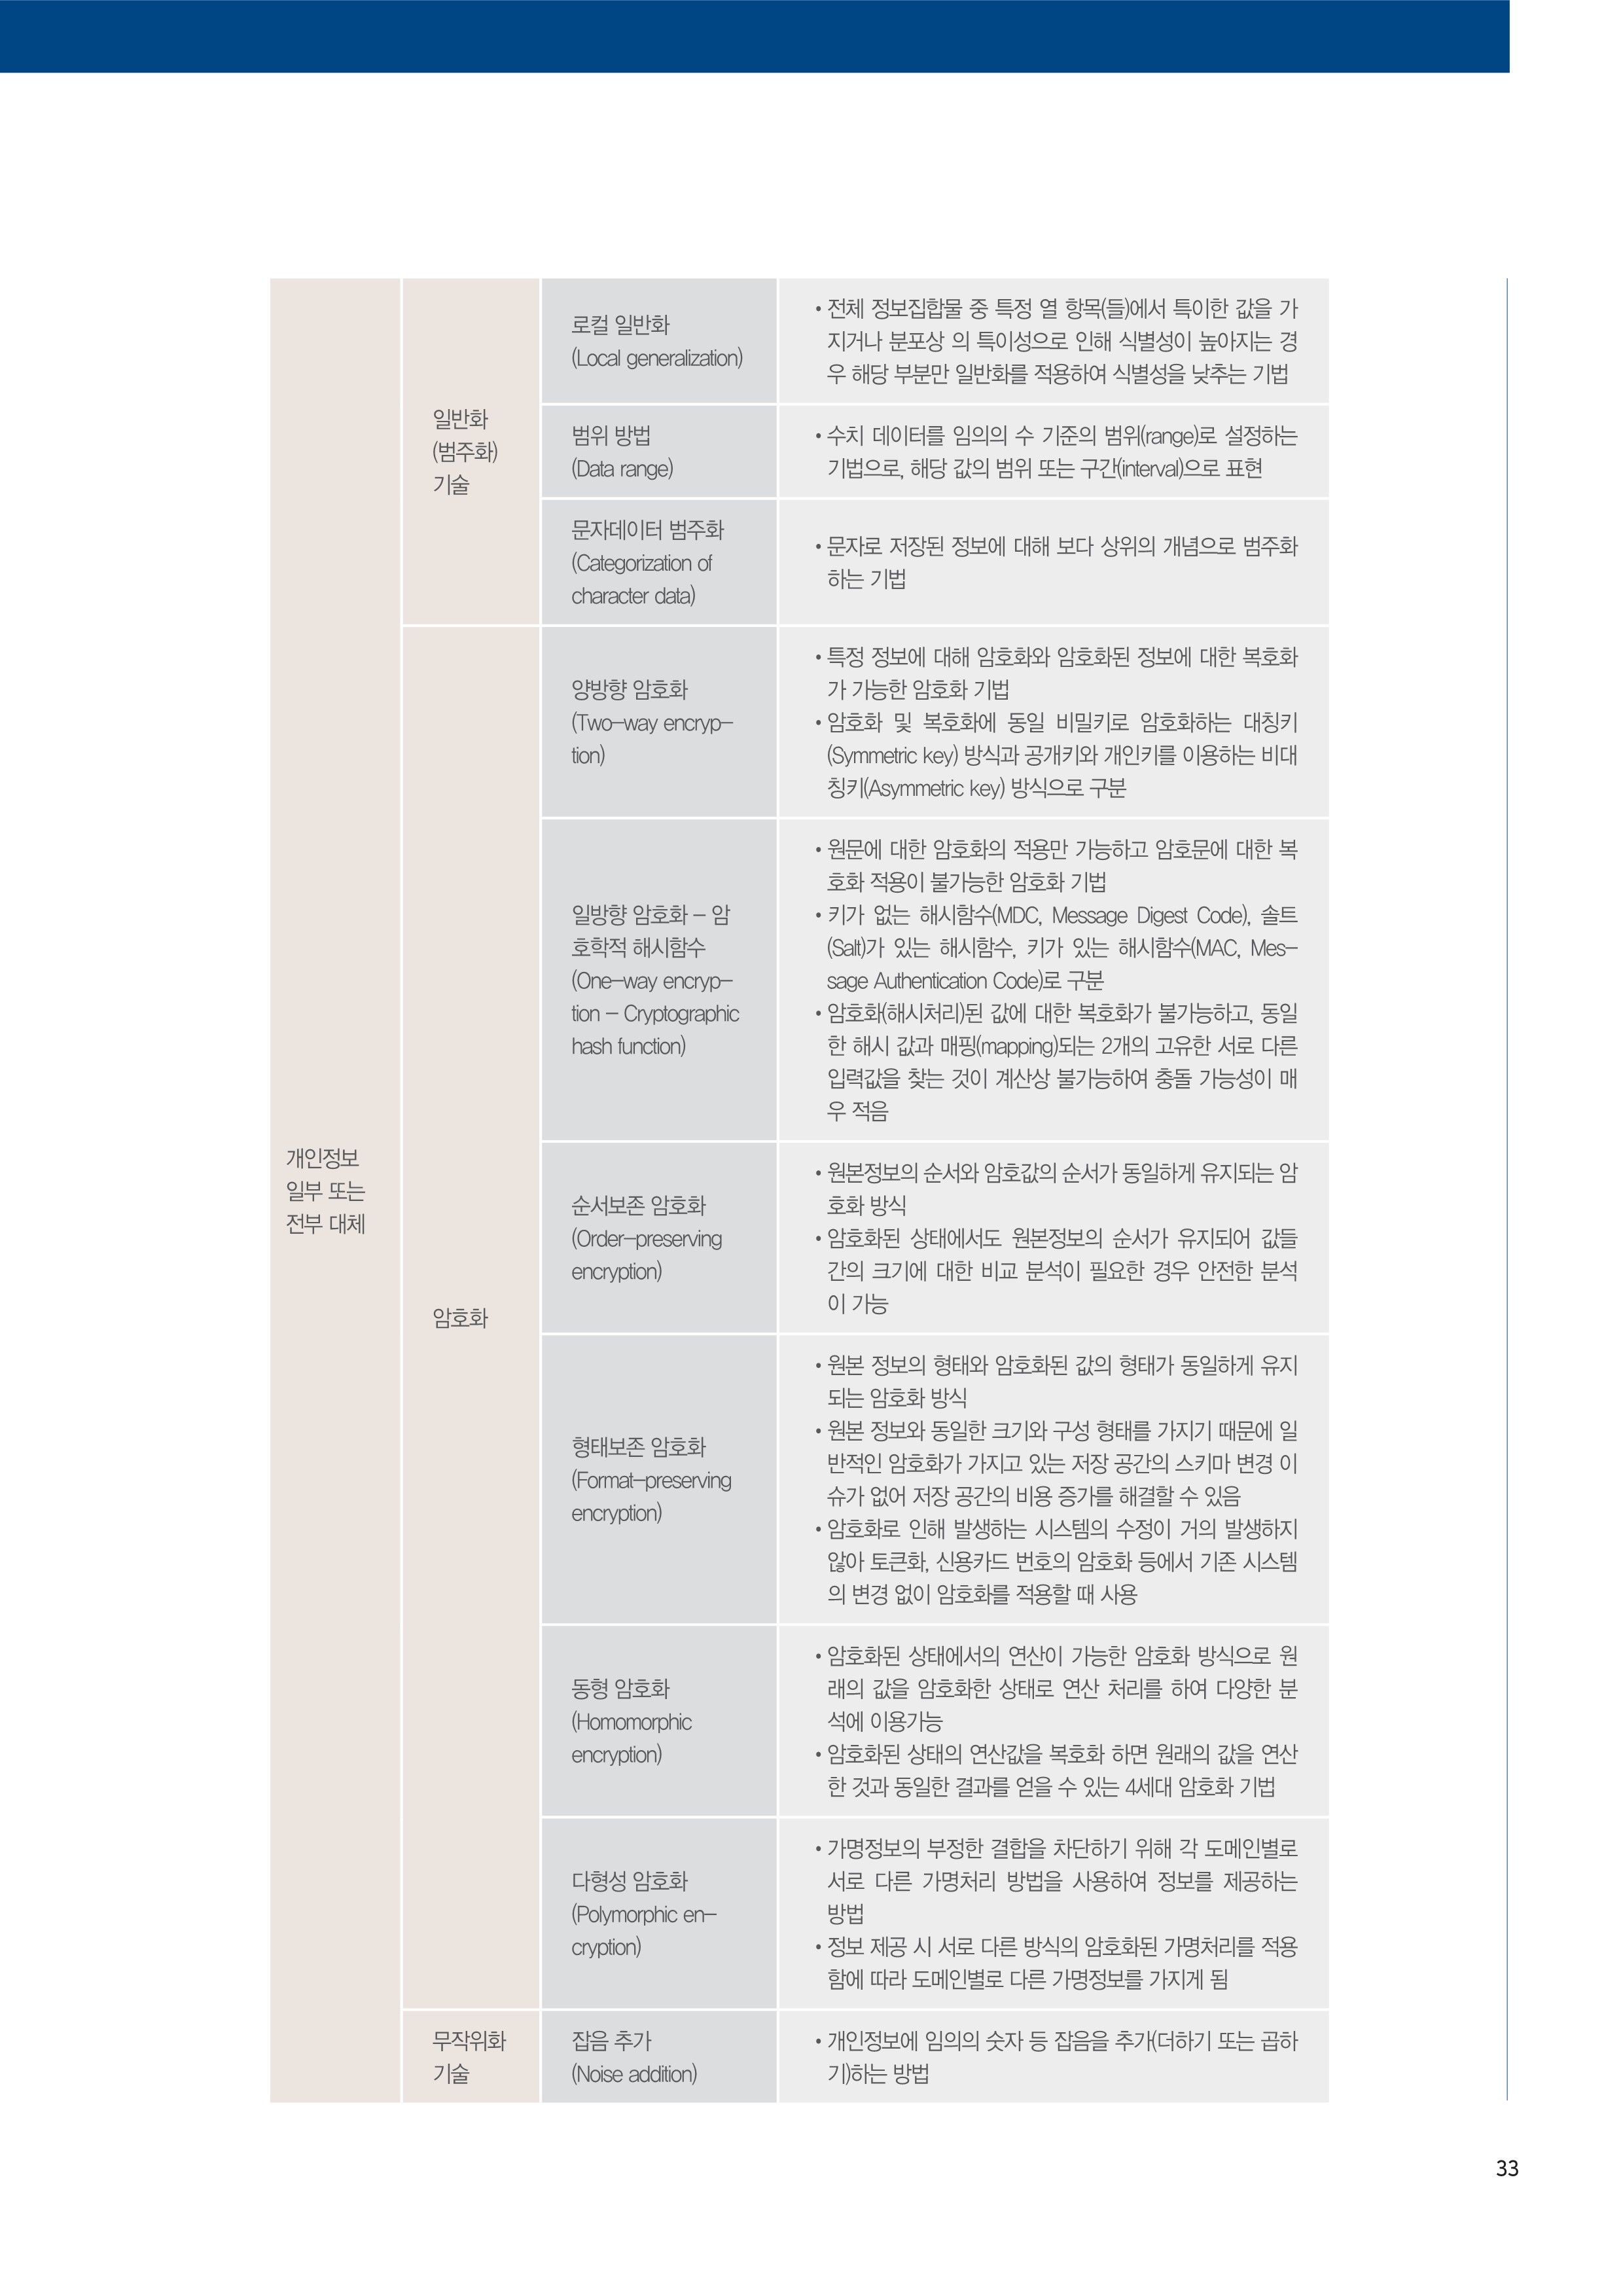 개인정보
일부 또는
전부 대체
일반화
(범주화)
기술
로컬 일반화
(Local generalization)
• 전체 정보집합물 중 특정 열 항목(들)에서 특이한 값을 가
지거나 분포상 의 특이성으로 인해 식별성이 높아지는 경
우 해당 부분만 일반화를 적용하여 식별성을 낮추는 기법
범위 방법
(Data range)
• 수치 데이터를 임의의 수 기준의 범위(range)로 설정하는
기법으로, 해당 값의 범위 또는 구간(interval)으로 표현
문자데이터 범주화
(Categorization of
character data)
• 문자로 저장된 정보에 대해 보다 상위의 개념으로 범주화
하는 기법
암호화
양방향 암호화
(Two-way encryp-
tion)
• 특정 정보에 대해 암호화와 암호화된 정보에 대한 복호화
가 가능한 암호화 기법
• 암호화 및 복호화에 동일 비밀키로 암호화하는 대칭키
(Symmetric key) 방식과 공개키와 개인키를 이용하는 비대
칭키(Asymmetric key) 방식으로 구분
일방향 암호화 - 암
호학적 해시함수
(One-way encryp-
tion - Cryptographic
hash function)
• 원문에 대한 암호화의 적용만 가능하고 암호문에 대한 복
호화 적용이 불가능한 암호화 기법
• 키가 없는 해시함수(MDC, Message Digest Code), 솔트
(Salt)가 있는 해시함수, 키가 있는 해시함수(MAC, Mes-
sage Authentication Code)로 구분
• 암호화(해시처리)된 값에 대한 복호화가 불가능하고, 동일
한 해시 값과 매핑(mapping)되는 2개의 고유한 서로 다른
입력값을 찾는 것이 계산상 불가능하여 충돌 가능성이 매
우 적음
순서보존 암호화
(Order-preserving
encryption)
• 원본정보의 순서와 암호값의 순서가 동일하게 유지되는 암
호화 방식
• 암호화된 상태에서도 원본정보의 순서가 유지되어 값들
간의 크기에 대한 비교 분석이 필요한 경우 안전한 분석
이 가능
형태보존 암호화
(Format-preserving
encryption)
• 원본 정보의 형태와 암호화된 값의 형태가 동일하게 유지
되는 암호화 방식
• 원본 정보와 동일한 크기와 구성 형태를 가지기 때문에 일
반적인 암호화가 가지고 있는 저장 공간의 스키마 변경 이
슈가 없어 저장 공간의 비용 증가를 해결할 수 있음
• 암호화로 인해 발생하는 시스템의 수정이 거의 발생하지
않아 토큰화, 신용카드 번호의 암호화 등에서 기존 시스템
의 변경 없이 암호화를 적용할 때 사용
동형 암호화
(Homomorphic
encryption)
• 암호화된 상태에서의 연산이 가능한 암호화 방식으로 원
래의 값을 암호화한 상태로 연산 처리를 하여 다양한 분
석에 이용가능
• 암호화된 상태의 연산값을 복호화 하면 원래의 값을 연산
한 것과 동일한 결과를 얻을 수 있는 4세대 암호화 기법
다형성 암호화
(Polymorphic en-
cryption)
• 가명정보의 부정한 결합을 차단하기 위해 각 도메인별로
서로 다른 가명처리 방법을 사용하여 정보를 제공하는
방법
• 정보 제공 시 서로 다른 방식의 암호화된 가명처리를 적용
함에 따라 도메인별로 다른 가명정보를 가지게 됨
무작위화
기술
잡음 추가
(Noise addition)
• 개인정보에 임의의 숫자 등 잡음을 추가(더하기 또는 곱하
기)하는 방법
33